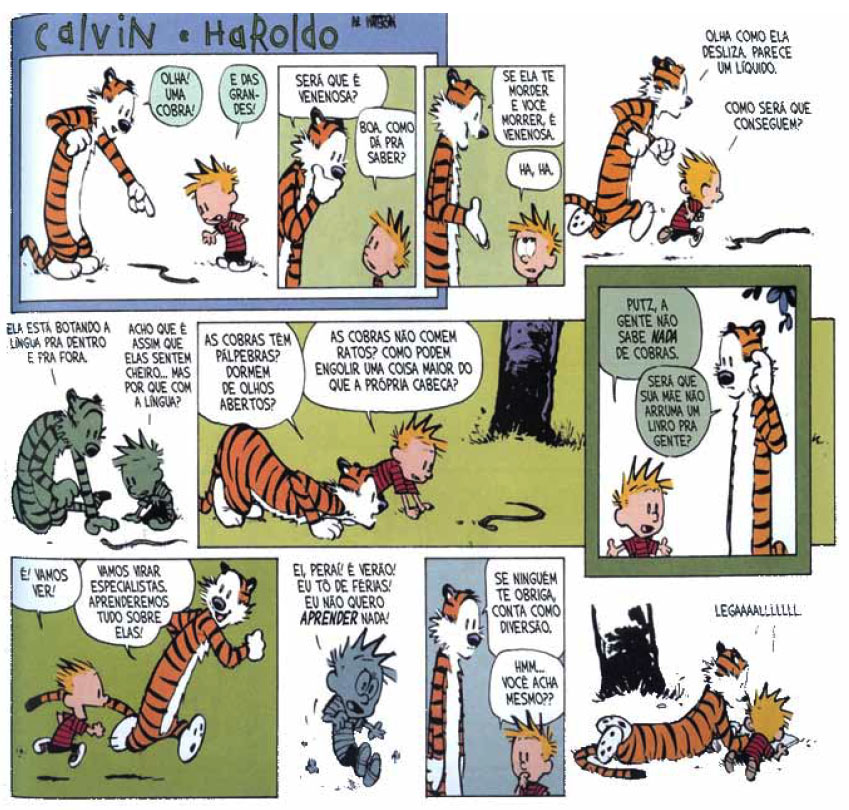 Calvin e Haroldo
OLHA!
UMA
COBRA!
E DAS
GRAN-
DES!
SERÁ QUE É
VENENOSA?
BOA. COMO
DÁ PRA
SABER?
SE ELA TE
MORDER
E VOCÊ
MORRER, É
VENENOSA.
HA, HA.
OLHA COMO ELA
DESLIZA. PARECE
UM LÍQUIDO.
COMO SERÁ QUE
CONSEGUEM?
ELA ESTÁ BOTANDO A
LÍNGUA PRA DENTRO
E PRA FORA.
ACHO QUE É
ASSIM QUE
ELAS SENTEM
CHEIRO... MAS
POR QUE COM
A LÍNGUA?
AS COBRAS TÊM
PÁLPEBRAS?
DORMEM
DE OLHOS
ABERTOS?
AS COBRAS NÃO COMEM
RATOS? COMO PODEM
ENGOLIR UMA COISA MAIOR DO
QUE A PRÓPRIA CABEÇA?
PUTZ, A
GENTE NÃO
SABE NADA
DE COBRAS.
SERÁ QUE
SUA MÃE NÃO
ARRUMA UM
LIVRO PRA
GENTE?
É! VAMOS
VER!
VAMOS VIRAR
ESPECIALISTAS.
APRENDEREMOS
TUDO SOBRE
ELAS!
EI, PERAÍ! É VERÃO!
EU TÔ DE FÉRIAS!
EU NÃO QUERO
APRENDER NADA!
SE NINGUÉM
TE OBRIGA,
CONTA COMO
DIVERSÃO.
HMM...
VOCÊ ACHA
MESMO??
LEGAAAALLLLLLL.